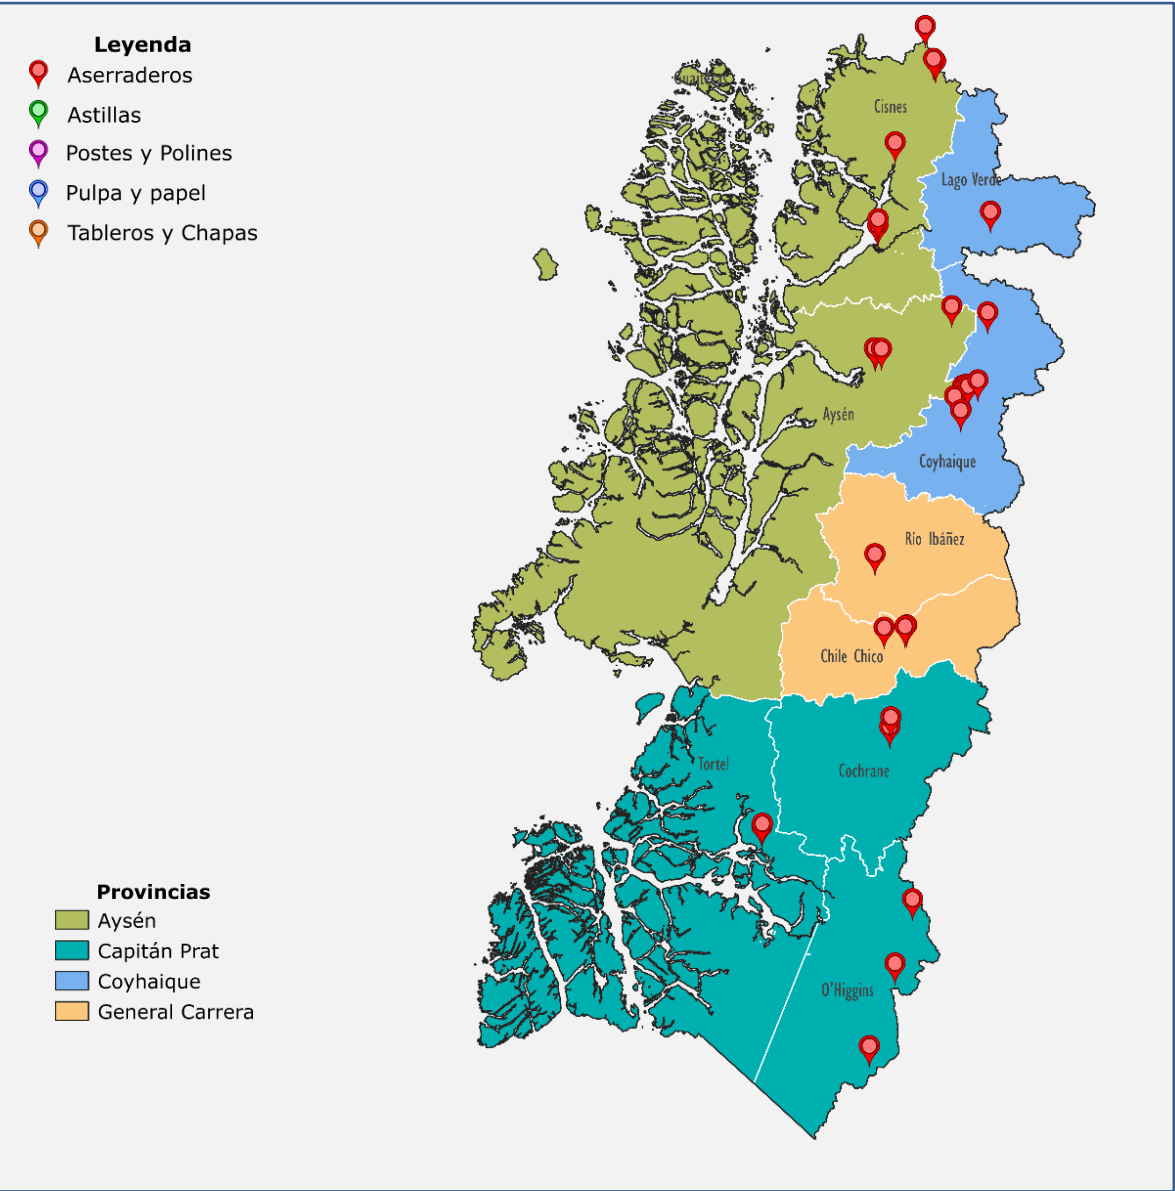 Leyenda
Aserraderos
Astillas
Postes y Polines
Pulpa y papel
Tableros y Chapas
Cisnes
Lago Verde
Aysén
Coyhaique
Río Ibáñez
Chile Chico
Tortel
Cochrane
O'Higgins
Provincias
Aysén
Capitán Prat
Coyhaique
General Carrera